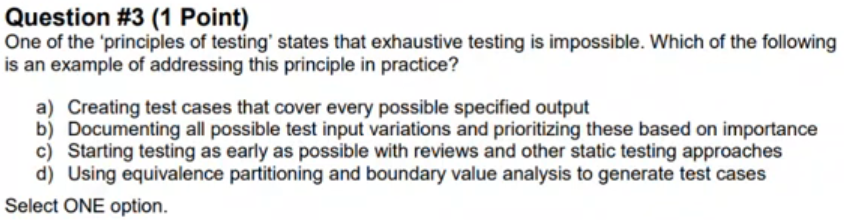 Question #3 (1 Point)
One of the 'principles of testing' states that exhaustive testing is impossible. Which of the following
is an example of addressing this principle in practice?
a) Creating test cases that cover every possible specified output
b) Documenting all possible test input variations and prioritizing these based on importance
c) Starting testing as early as possible with reviews and other static testing approaches
d) Using equivalence partitioning and boundary value analysis to generate test cases
Select ONE option.